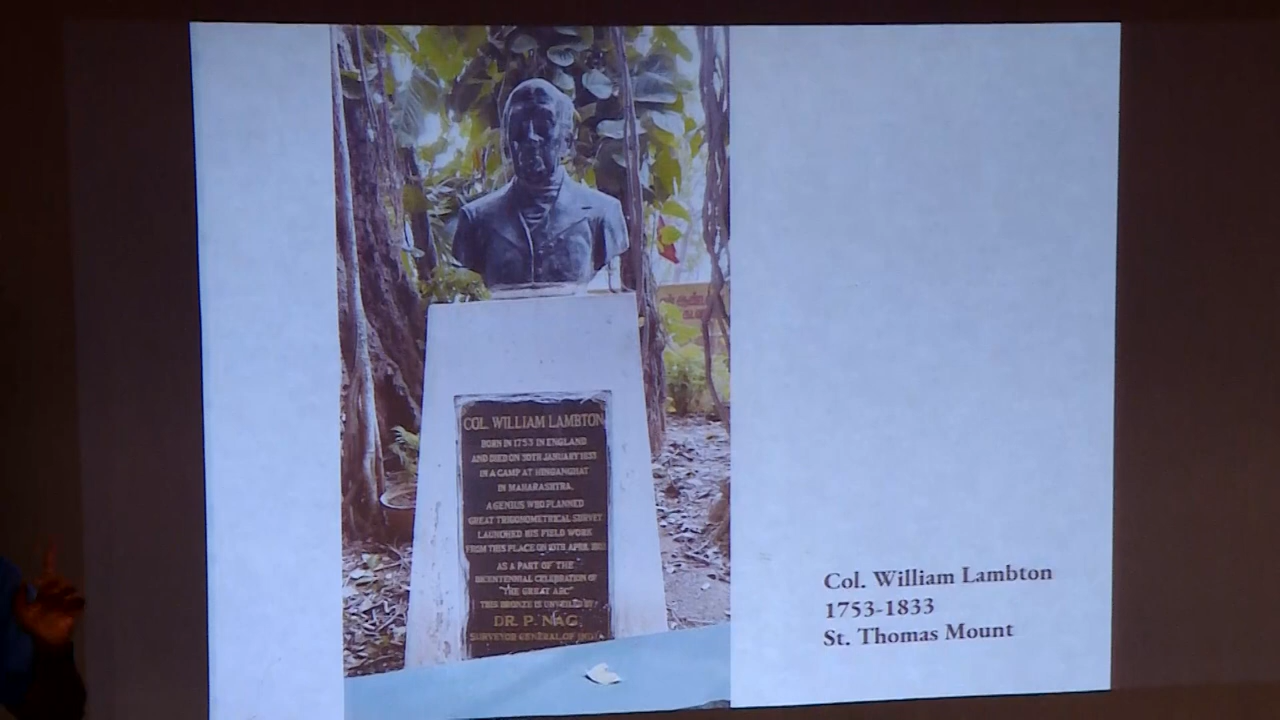 COL. WILLIAM LAMBTON
BORN IN 1753 IN ENGLAND
AND DIED ON JANUARY
IN A CAMP AT HINGANGHAT
IN MAHARASHTRA.
A GENIUS WHO PLANNED
GREAT TRIGONOMETRICAL SURVEY
LAUNCHED HIS FIELD WORK
FROM THIS PLACE ON 10TH APRIL
AS A PART OF THE
BICENTENNIAL CELEBRATION OF
"THE GREAT ARC"
THIS BRONZE IS UNVEILED BY
DR. P. NAG
SURVEYOR GENERAL OF INDIA
Col. William Lambton
1753-1833
St. Thomas Mount